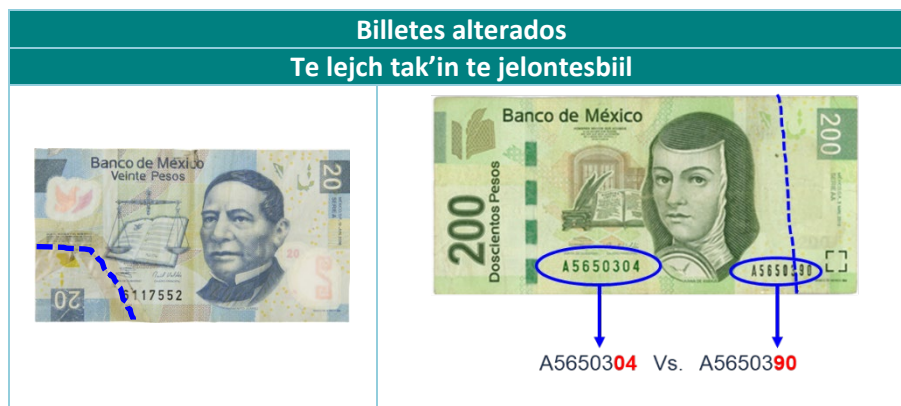 Billetes alterados
Te lejch tak'in te jelontesbiil
Banco de México
Veinte Pesos
20
20
20
6117552
Banco de México
200
200
Doscientos Pesos
A5650304
A5650390
A5650304 Vs. A5650390